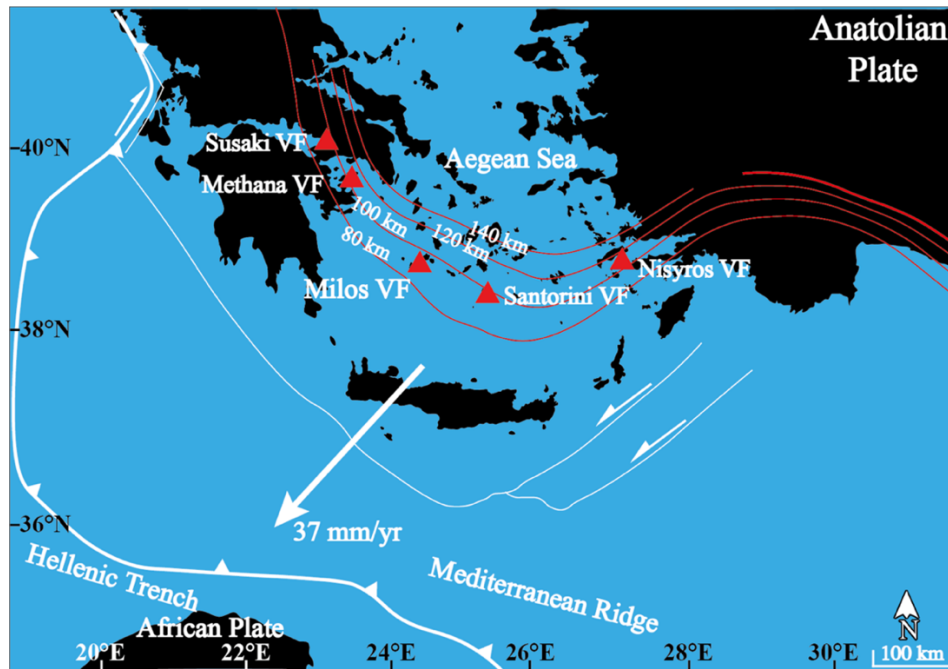 Anatolian
Plate
40°N
Susaki VF
Aegean Sea
Methana VF
100 km
140 km
120 km
80 km
Nisyros VF
Milos VF
Santorini VF
38°N
37 mm/yr
36°N
Hellenic Trench
Mediterranean Ridge
African Plate
N
20°E
22°E
24°E
26°E
28°E
30°E
100 km